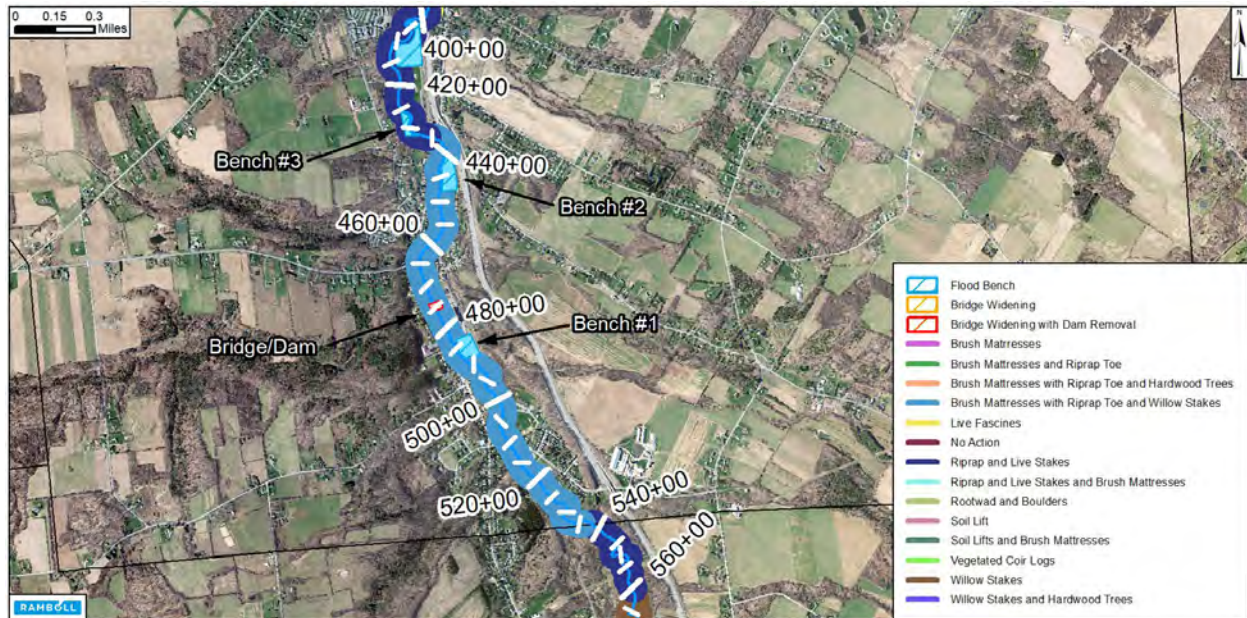 0 0.15 0.3
Miles
N
400+00
420+00
Bench #3
440+00
Bench #2
460+00
480+00
Bench #1
Bridge/Dam
500+00
520+00
540+00
560+00
Flood Bench
Bridge Widening
Bridge Widening with Dam Removal
Brush Matrresses
Brush Mattresses and Riprap Toe
Brush Mattresses with Riprap Toe and Hardwood Trees
Brush Mattresses with Riprap Toe and Willow Stakes
Live Fascines
No Action
Riprap and Live Stakes
Riprap and Live Stakes and Brush Mattresses
Rootwad and Boulders
Soil Lift
Soil Lifts and Brush Mattresses
Vegetated Coir Logs
Willow Stakes
Willow Stakes and Hardwood Trees
RAMBOLL